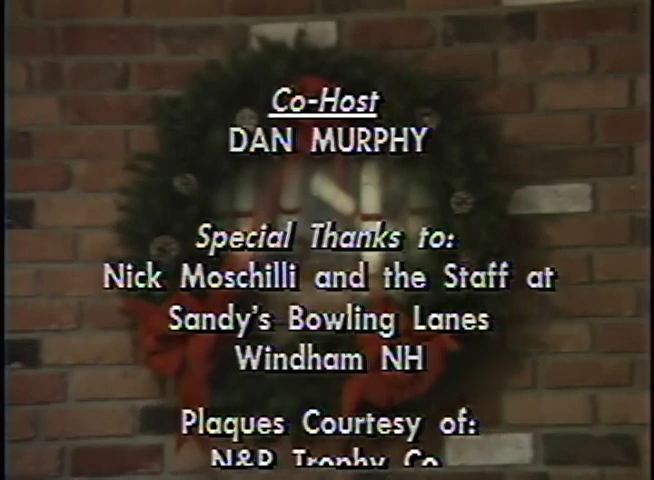 Co-Host
DAN MURPHY
Special Thanks to:
Nick Moschilli and the Staff at
Sandy's Bowling Lanes
Windham NH
Plaques Courtesy of:
N&R Trophy Co.